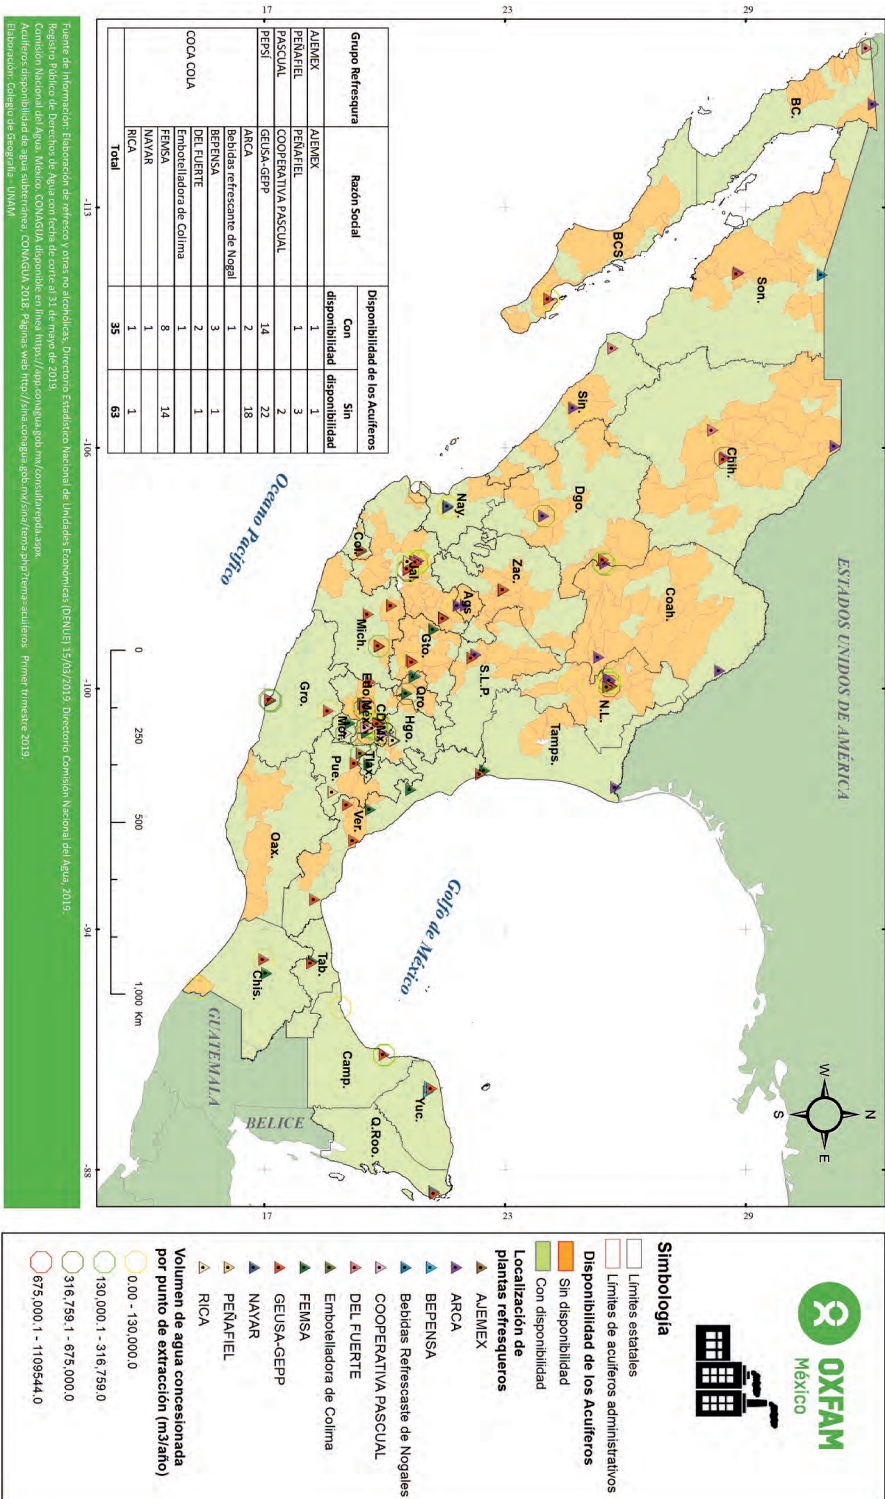 OXFAM
México
Simbología
Límites estatales
Límites de acuíferos administrativos
Disponibilidad de los Acuíferos
Sin disponibilidad
Con disponibilidad
Localización de
plantas refresqueros
AJEMEX
ARCA
BEPENSA
Bebidas Refrescaste de Nogales
COOPERATIVA PASCUAL
DEL FUERTE
Embotelladora de Colima
FEMSA
GEUSA-GEPP
NAYAR
PEÑAFIEL
RICA
Volumen de agua concesionada
por punto de extracción (m3/año)
0.00 - 130,000.0
130,000.1 - 316,759.0
316,759.1 - 675,000.0
675,000.1 - 1109544.0
-113
-106
-100
-94
-88
29
29
23
23
17
17
N
W
E
S
ESTADOS UNIDOS DE AMÉRICA
Golfo de México
Oceano Pacífico
GUATEMALA
BELICE
BC.
BCS
Son.
Chih.
Coah.
Sin.
Dgo.
N.L.
Tamps.
Zac.
Nay.
S.L.P.
Ags
Jal.
Gto.
Qro.
Hgo.
Col.
Mich.
Edo.Méx.
CD.Mx.
Tlax.
Mor.
Pue.
Ver.
Gro.
Oax.
Tab.
Chis.
Camp.
Yuc.
Q.Roo.
0 250 500 1,000 Km
Grupo Refresqura Razón Social Disponibilidad de los Acuíferos
Con disponibilidad Sin disponibilidad
AJEMEX AJEMEX 1 1
PEÑAFIEL PEÑAFIEL 1 3
PASCUAL COOPERATIVA PASCUAL 2
PEPSÍ GEUSA-GEPP 14 22
COCA COLA ARCA 2 18
Bebidas refrescante de Nogal 1
BEPENSA 3 1
DEL FUERTE 2 1
Embotelladora de Colima 1
FEMSA 8 14
NAYAR 1
RICA 1 1
Total 35 63
Fuente de Información: Elaboración de refresco y otras no alcohólicas, Directorio Estadístico Nacional de Unidades Económicas (DENUE) 15/03/2019. Directorio Comisión Nacional del Agua, 2019.
Registro Público de Derechos de Agua con fecha de corte al 31 de mayo de 2019.
Comisión Nacional del Agua. México. CONAGUA disponible en línea https://app.conagua.gob.mx/consultarepda.aspx.
Acuíferos disponibilidad de agua subterránea, CONAGUA 2018. Páginas web http://sina.conagua.gob.mx/sina/tema.php?tema=acuiferos Primer trimestre 2019.
Elaboración: Colegio de Geografía - UNAM